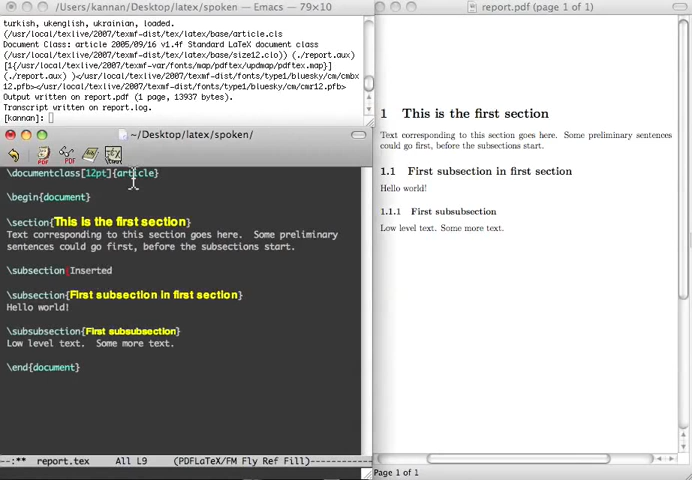 /Users/kannan/Desktop/latex/spoken – Emacs – 79×10
turkish, ukenglish, ukrainian, loaded.
(/usr/local/texlive/2007/texmf-dist/tex/latex/base/article.cls
Document Class: article 2005/09/16 v1.4f Standard LaTeX document class
(/usr/local/texlive/2007/texmf-dist/tex/latex/base/size12.clo)) (./report.aux)
[1{/usr/local/texlive/2007/texmf-var/fonts/map/pdftex/updmap/pdftex.map}]
(./report.aux) )</usr/local/texlive/2007/texmf-dist/fonts/type1/bluesky/cm/cmbx
12.pfb></usr/local/texlive/2007/texmf-dist/fonts/type1/bluesky/cm/cmr12.pfb>
Output written on report.pdf (1 page, 13937 bytes).
Transcript written on report.log.
[kannan]:
~/Desktop/latex/spoken/
PDF
PDF
\documentclass[12pt]{article}
\begin{document}
\section{This is the first section}
Text corresponding to this section goes here.  Some preliminary
sentences could go first, before the subsections start.
\subsection Inserted
\subsection{First subsection in first section}
Hello world!
\subsubsection{First subsubsection}
Low level text.  Some more text.
\end{document}
--:**  report.tex  All L9  (PDFLaTeX/FM Fly Ref Fill)
report.pdf (page 1 of 1)
1 This is the first section
Text corresponding to this section goes here. Some preliminary sentences
could go first, before the subsections start.
1.1 First subsection in first section
Hello world!
1.1.1 First subsubsection
Low level text. Some more text.
Page 1 of 1